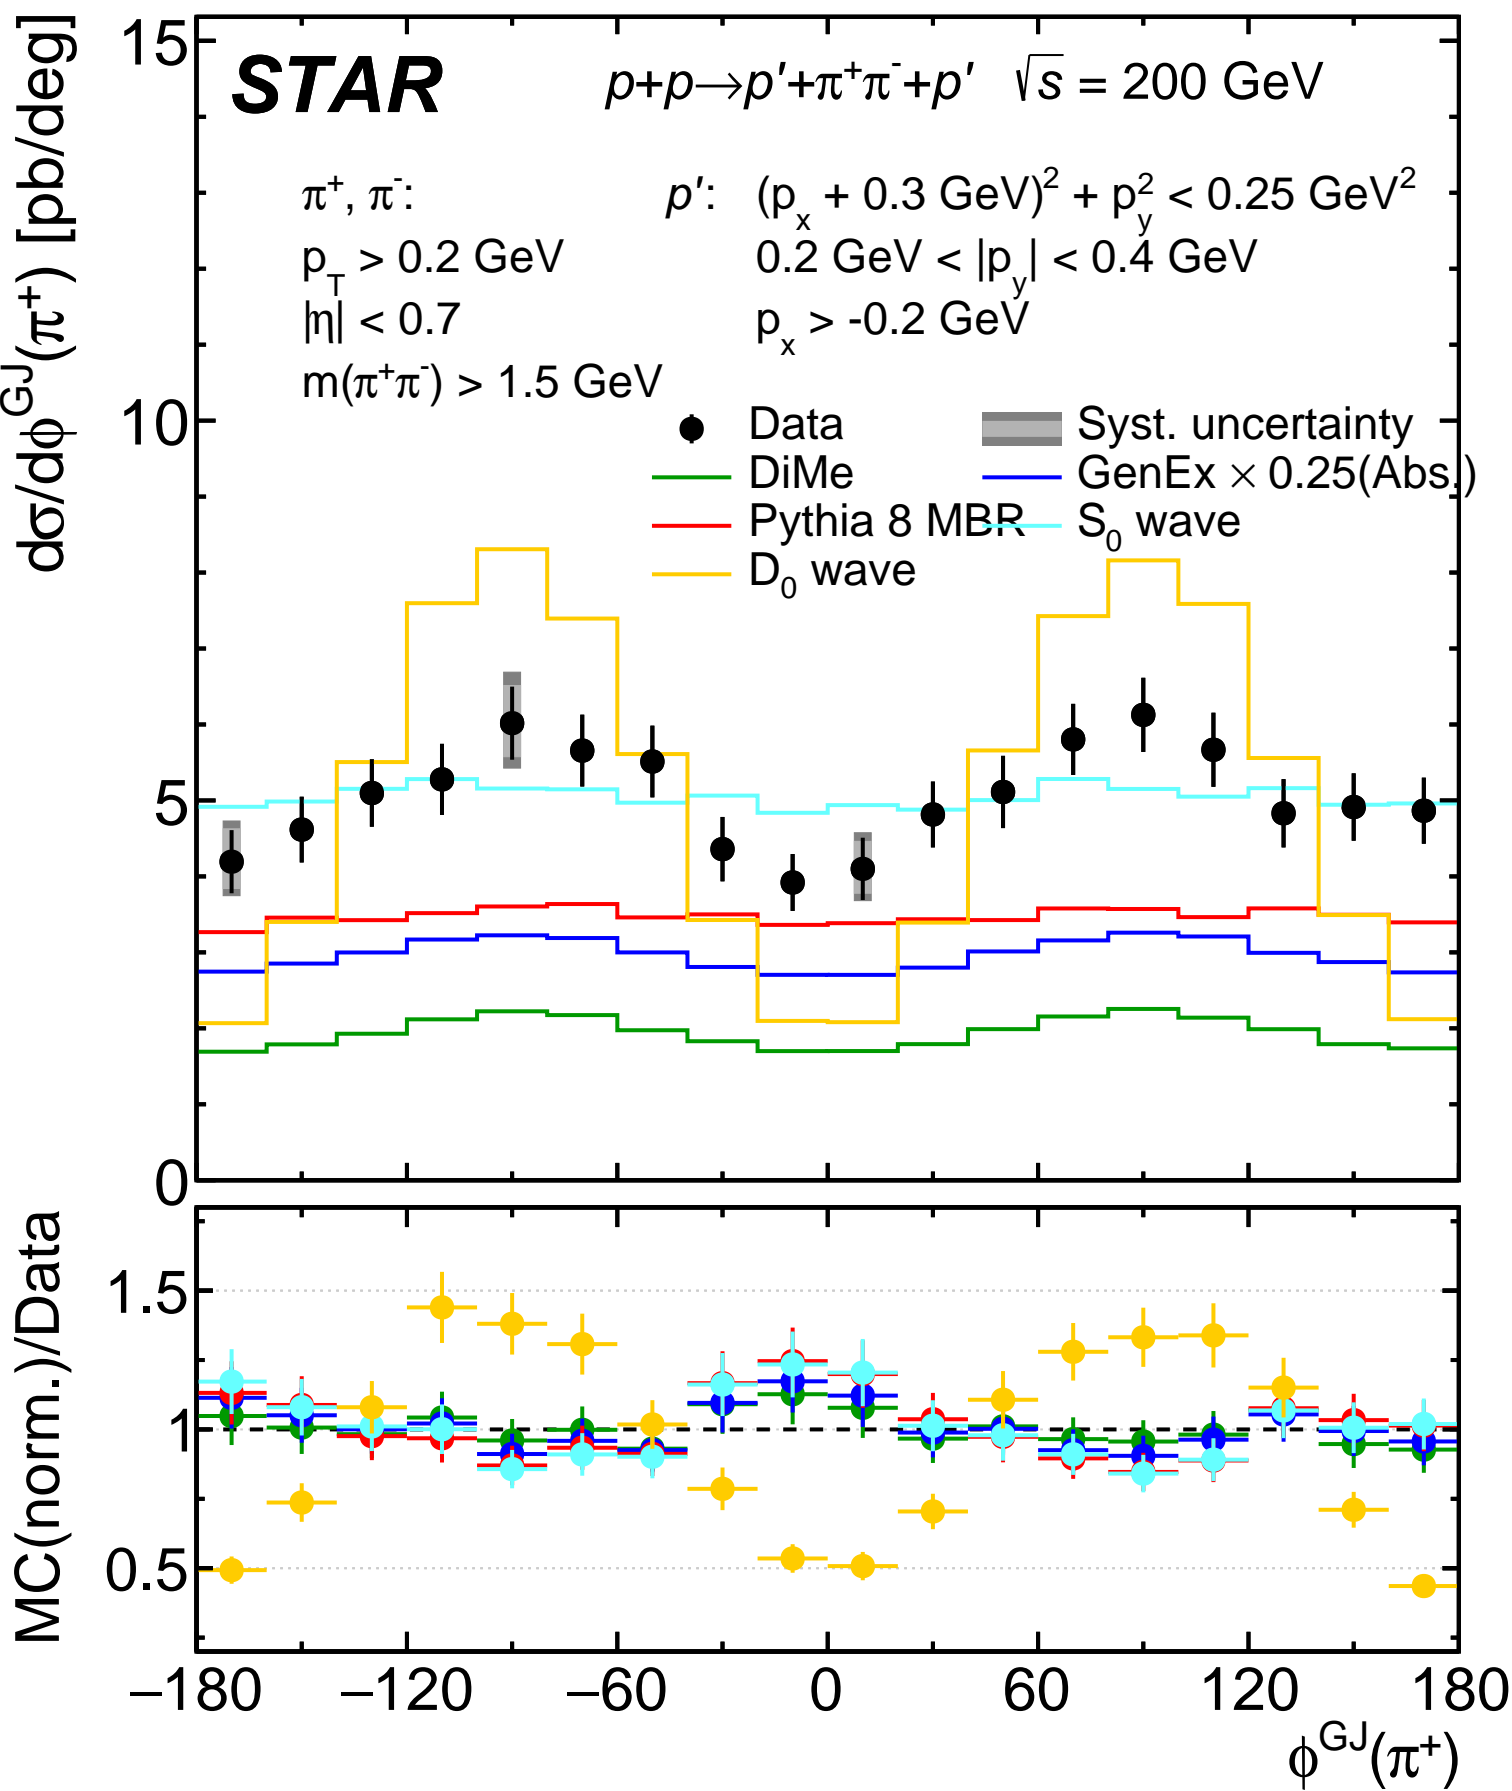 dσ/dϕ^GJ(π⁺) [pb/deg]
15
10
5
0
STAR
p+p→p′+π⁺π⁻+p′ √s = 200 GeV
π⁺, π⁻:
p_T > 0.2 GeV
|η| < 0.7
m(π⁺π⁻) > 1.5 GeV
p′: (p_x + 0.3 GeV)² + p_y² < 0.25 GeV²
0.2 GeV < |p_y| < 0.4 GeV
p_x > -0.2 GeV
Data
Syst. uncertainty
DiMe
GenEx × 0.25(Abs.)
Pythia 8 MBR
S₀ wave
D₀ wave
MC(norm.)/Data
1.5
1
0.5
−180 −120 −60 0 60 120 180
ϕ^GJ(π⁺)